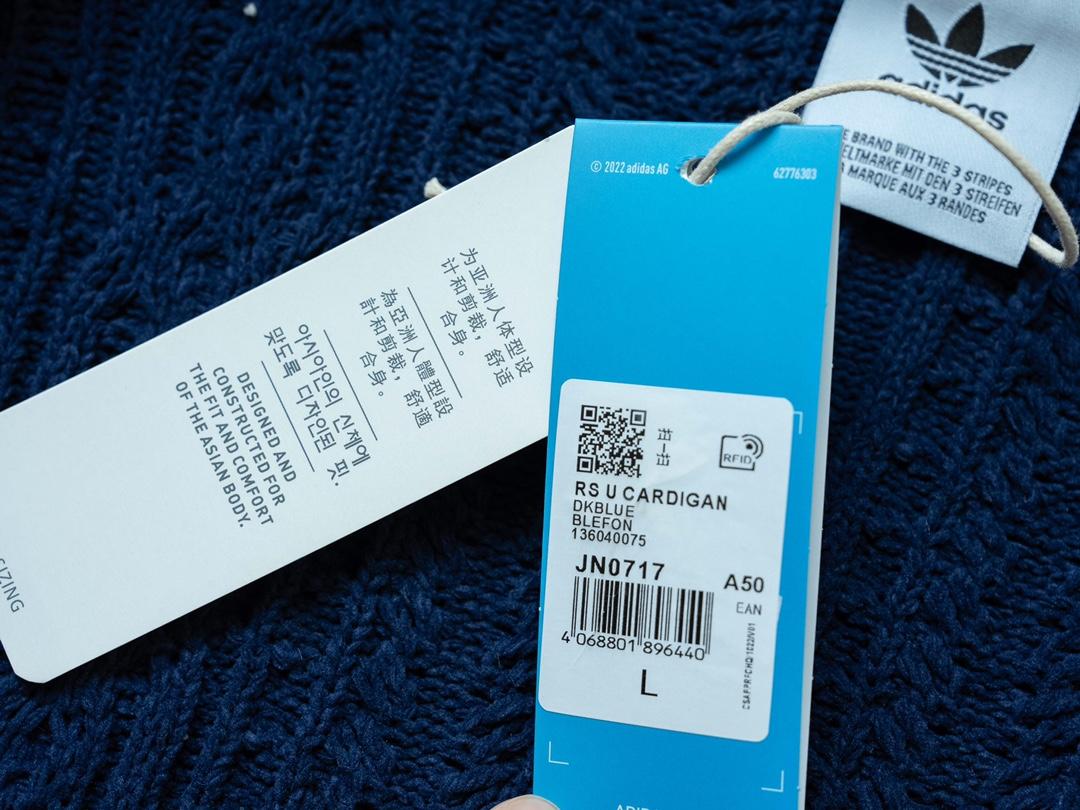 adidas
E BRAND WITH THE 3 STRIPES
ELTMARKE MIT DEN 3 STREIFEN
A MARQUE AUX 3 BANDES
© 2022 adidas AG
62776303
为亚洲人体型设
计和剪裁，舒适
合身。
為亞洲人體型設
計和剪裁，舒適
合身。
아시아인의 신체에
맞도록 디자인된 핏.
DESIGNED AND
CONSTRUCTED FOR
THE FIT AND COMFORT
OF THE ASIAN BODY.
SIZING
RFID
RS U CARDIGAN
DKBLUE
BLEFON
136040075
JN0717
A50
EAN
4 068801 896440
L